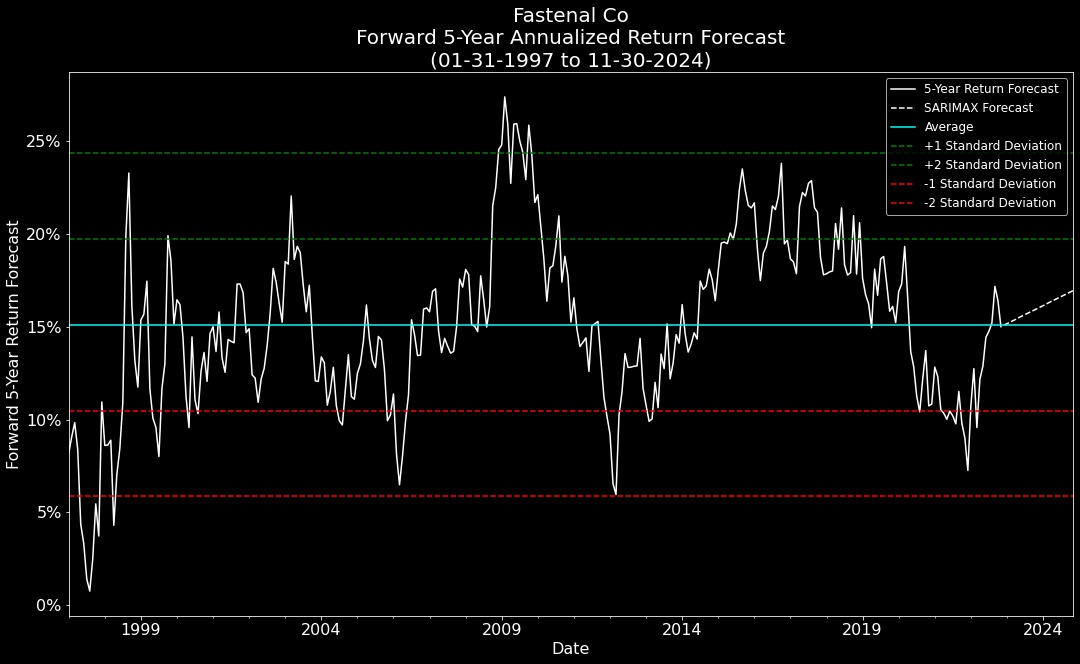 Fastenal Co
Forward 5-Year Annualized Return Forecast
(01-31-1997 to 11-30-2024)
5-Year Return Forecast
SARIMAX Forecast
Average
+1 Standard Deviation
+2 Standard Deviation
-1 Standard Deviation
-2 Standard Deviation
Forward 5-Year Return Forecast
25%
20%
15%
10%
5%
0%
1999
2004
2009
2014
2019
2024
Date